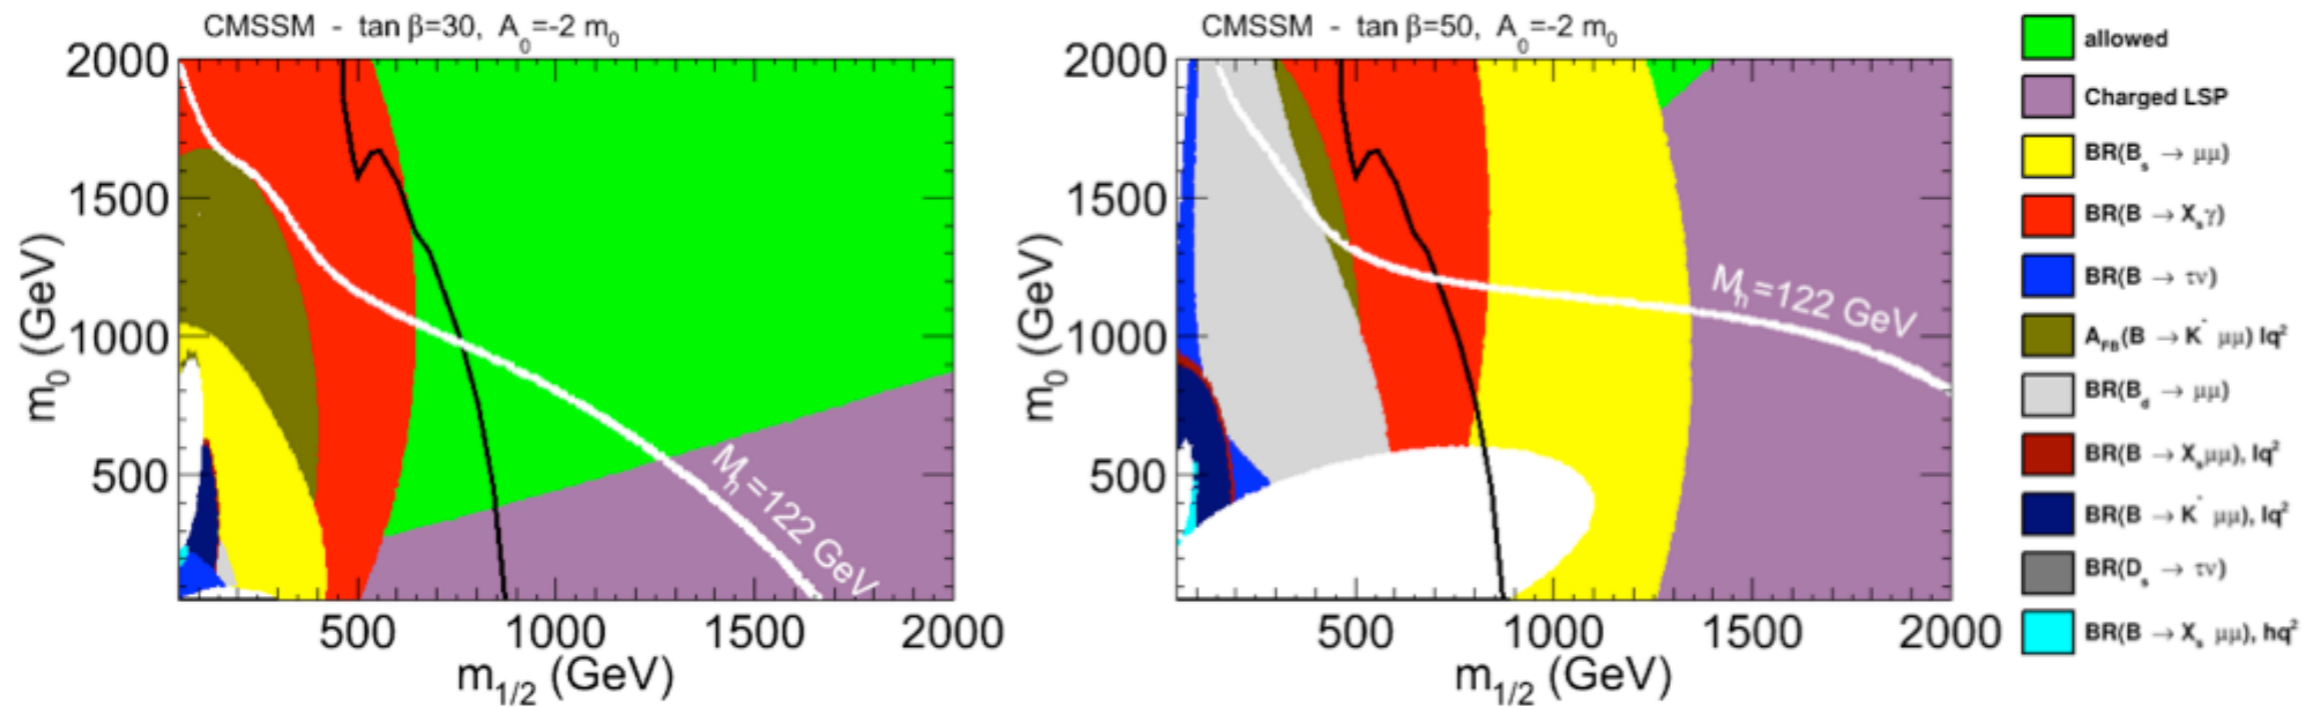 CMSSM - tan β=30, A₀=-2 m₀
2000
1500
1000
500
m₀ (GeV)
Mₕ=122 GeV
500 1000 1500 2000
m₁/₂ (GeV)
CMSSM - tan β=50, A₀=-2 m₀
2000
1500
1000
500
m₀ (GeV)
Mₕ=122 GeV
500 1000 1500 2000
m₁/₂ (GeV)
allowed
Charged LSP
BR(Bₛ → μμ)
BR(B → Xₛγ)
BR(B → τν)
A_FB(B → K* μμ) lq²
BR(B_d → μμ)
BR(B → Xₛμμ), lq²
BR(B → K* μμ), lq²
BR(Dₛ → τν)
BR(B → Xₛ μμ), hq²